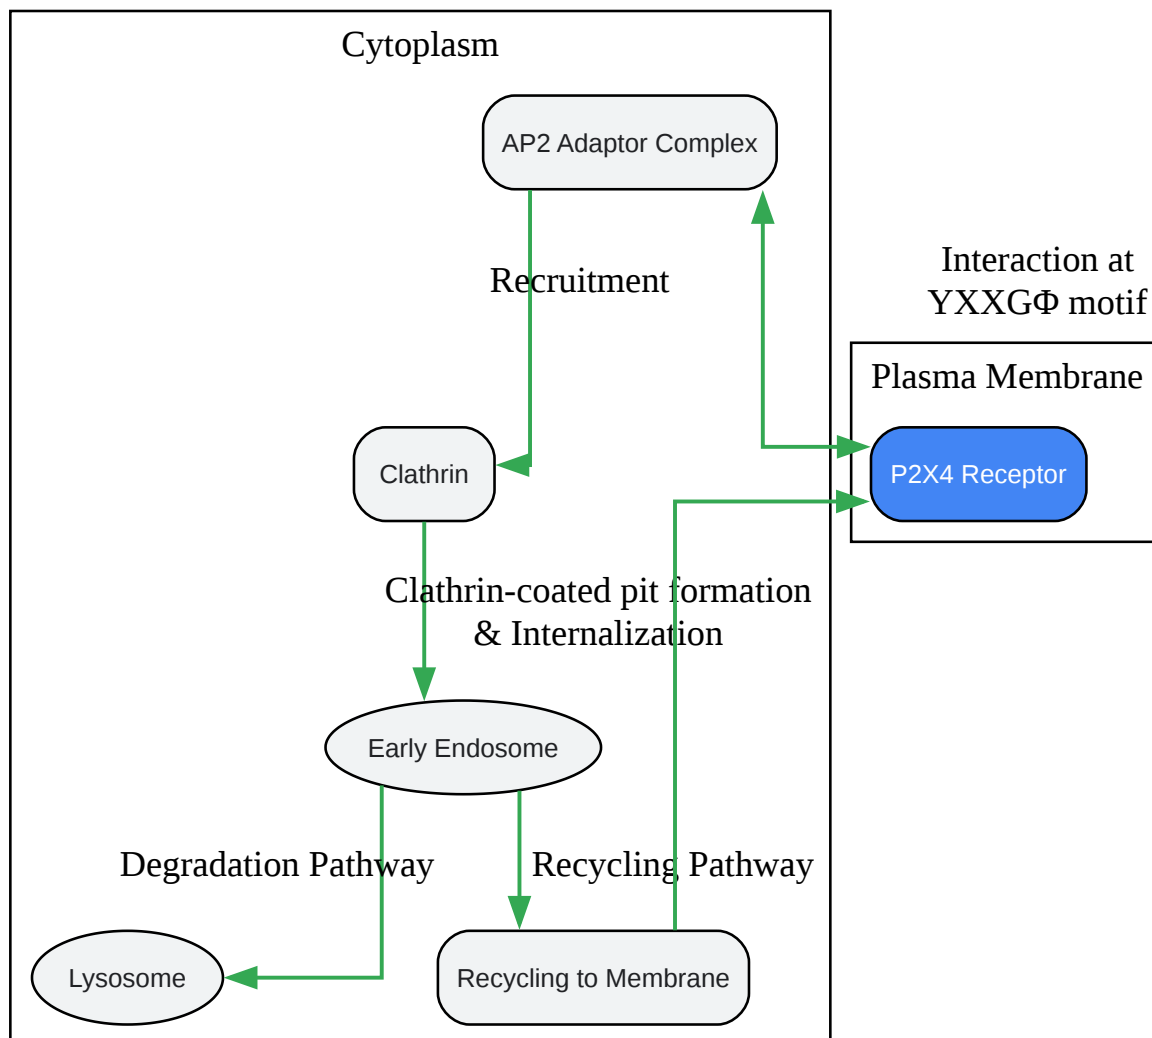 Cytoplasm
AP2 Adaptor Complex
Recruitment
Interaction at
YXXGΦ motif
Plasma Membrane
Clathrin
P2X4 Receptor
Clathrin-coated pit formation
& Internalization
Early Endosome
Degradation Pathway
Recycling Pathway
Lysosome
Recycling to Membrane